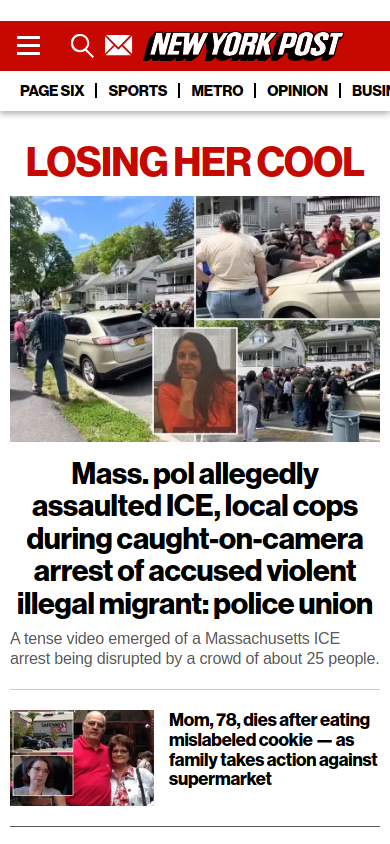 NEW YORK POST
PAGE SIX | SPORTS | METRO | OPINION | BUSI
LOSING HER COOL
Mass. pol allegedly
assaulted ICE, local cops
during caught-on-camera
arrest of accused violent
illegal migrant: police union
A tense video emerged of a Massachusetts ICE
arrest being disrupted by a crowd of about 25 people.
Mom, 78, dies after eating
mislabeled cookie — as
family takes action against
supermarket